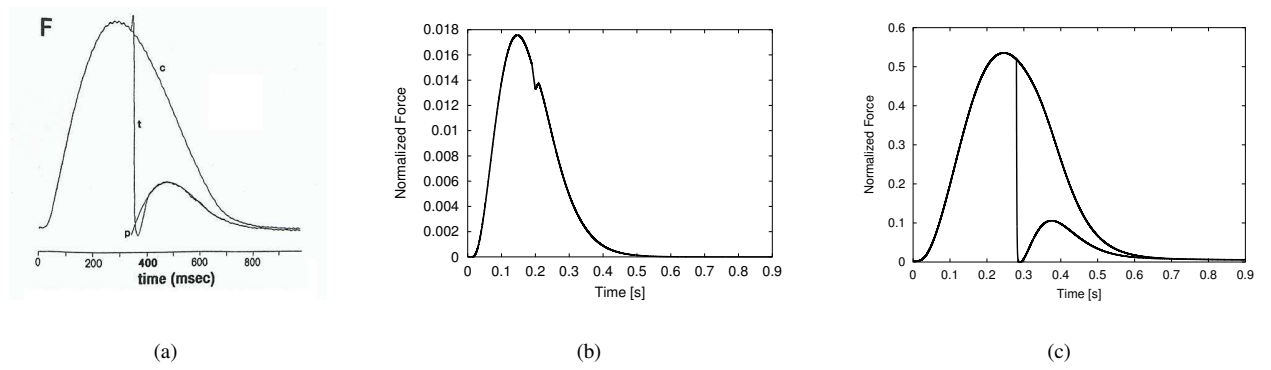 F
c
t
p
0 200 400 600 800
time (msec)
0.018
0.016
0.014
0.012
0.01
0.008
0.006
0.004
0.002
0
Normalized Force
0 0.1 0.2 0.3 0.4 0.5 0.6 0.7 0.8 0.9
Time [s]
0.6
0.5
0.4
0.3
0.2
0.1
0
Normalized Force
0 0.1 0.2 0.3 0.4 0.5 0.6 0.7 0.8 0.9
Time [s]
(a) (b) (c)